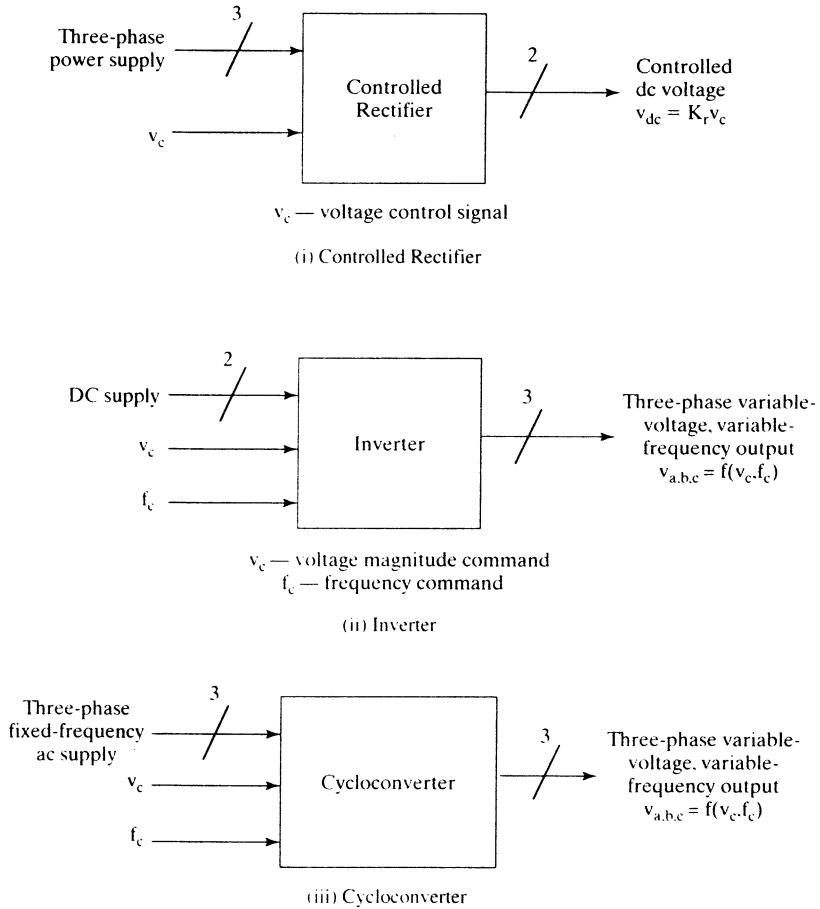 3
Three-phase
power supply
Controlled
Rectifier
2
Controlled
dc voltage
v_dc = K_r v_c
v_c
v_c — voltage control signal
(i) Controlled Rectifier
2
DC supply
v_c
f_c
Inverter
3
Three-phase variable-
voltage, variable-
frequency output
v_a.b.c = f(v_c.f_c)
v_c — voltage magnitude command
f_c — frequency command
(ii) Inverter
3
Three-phase
fixed-frequency
ac supply
v_c
f_c
Cycloconverter
3
Three-phase variable-
voltage, variable-
frequency output
v_a.b.c = f(v_c.f_c)
(iii) Cycloconverter